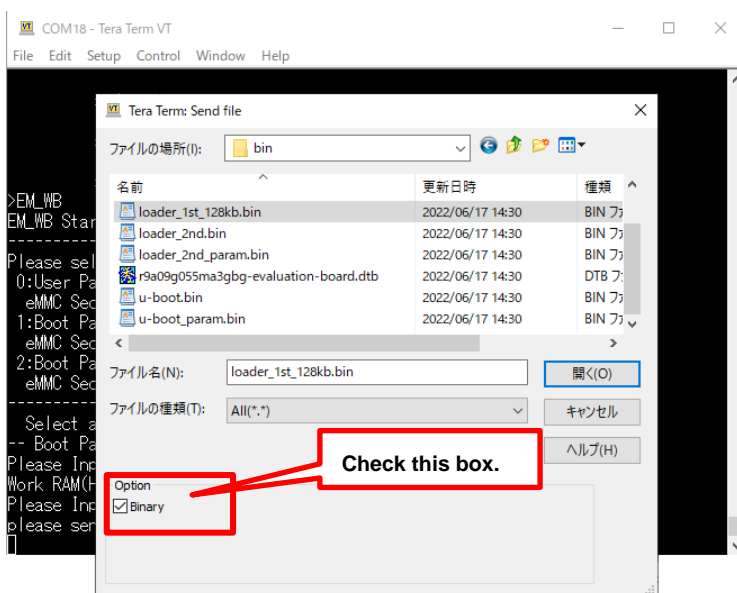 COM18 - Tera Term VT
File Edit Setup Control Window Help
Tera Term: Send file
ファイルの場所(I): bin
名前 更新日時 種類
loader_1st_128kb.bin 2022/06/17 14:30 BIN
loader_2nd.bin 2022/06/17 14:30 BIN
loader_2nd_param.bin 2022/06/17 14:30 BIN
r9a09g055ma3gbg-evaluation-board.dtb 2022/06/17 14:30 DTB
u-boot.bin 2022/06/17 14:30 BIN
u-boot_param.bin 2022/06/17 14:30 BIN
ファイル名(N): loader_1st_128kb.bin 開く(O)
ファイルの種類(T): All(*.*) キャンセル
ヘルプ(H)
Check this box.
Option
Binary
>EM_WB
EM_WB Star
---------
Please sel
0:User Pa
eMMC Sec
1:Boot Pa
eMMC Sec
2:Boot Pa
eMMC Sec
---------
Select a
-- Boot Pa
Please Inp
Work RAM(H
Please Inp
please sen